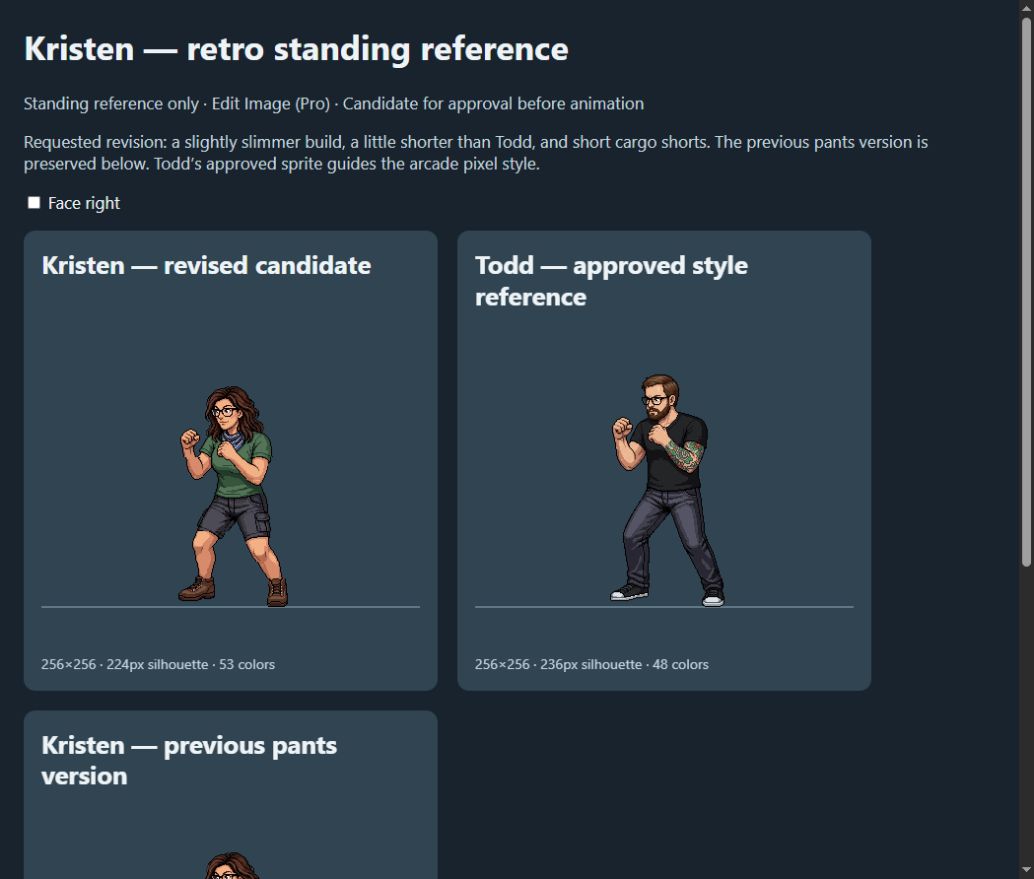 Kristen — retro standing reference
Standing reference only · Edit Image (Pro) · Candidate for approval before animation
Requested revision: a slightly slimmer build, a little shorter than Todd, and short cargo shorts. The previous pants version is
preserved below. Todd’s approved sprite guides the arcade pixel style.
Face right
Kristen — revised candidate
256×256 · 224px silhouette · 53 colors
Todd — approved style
reference
256×256 · 236px silhouette · 48 colors
Kristen — previous pants
version